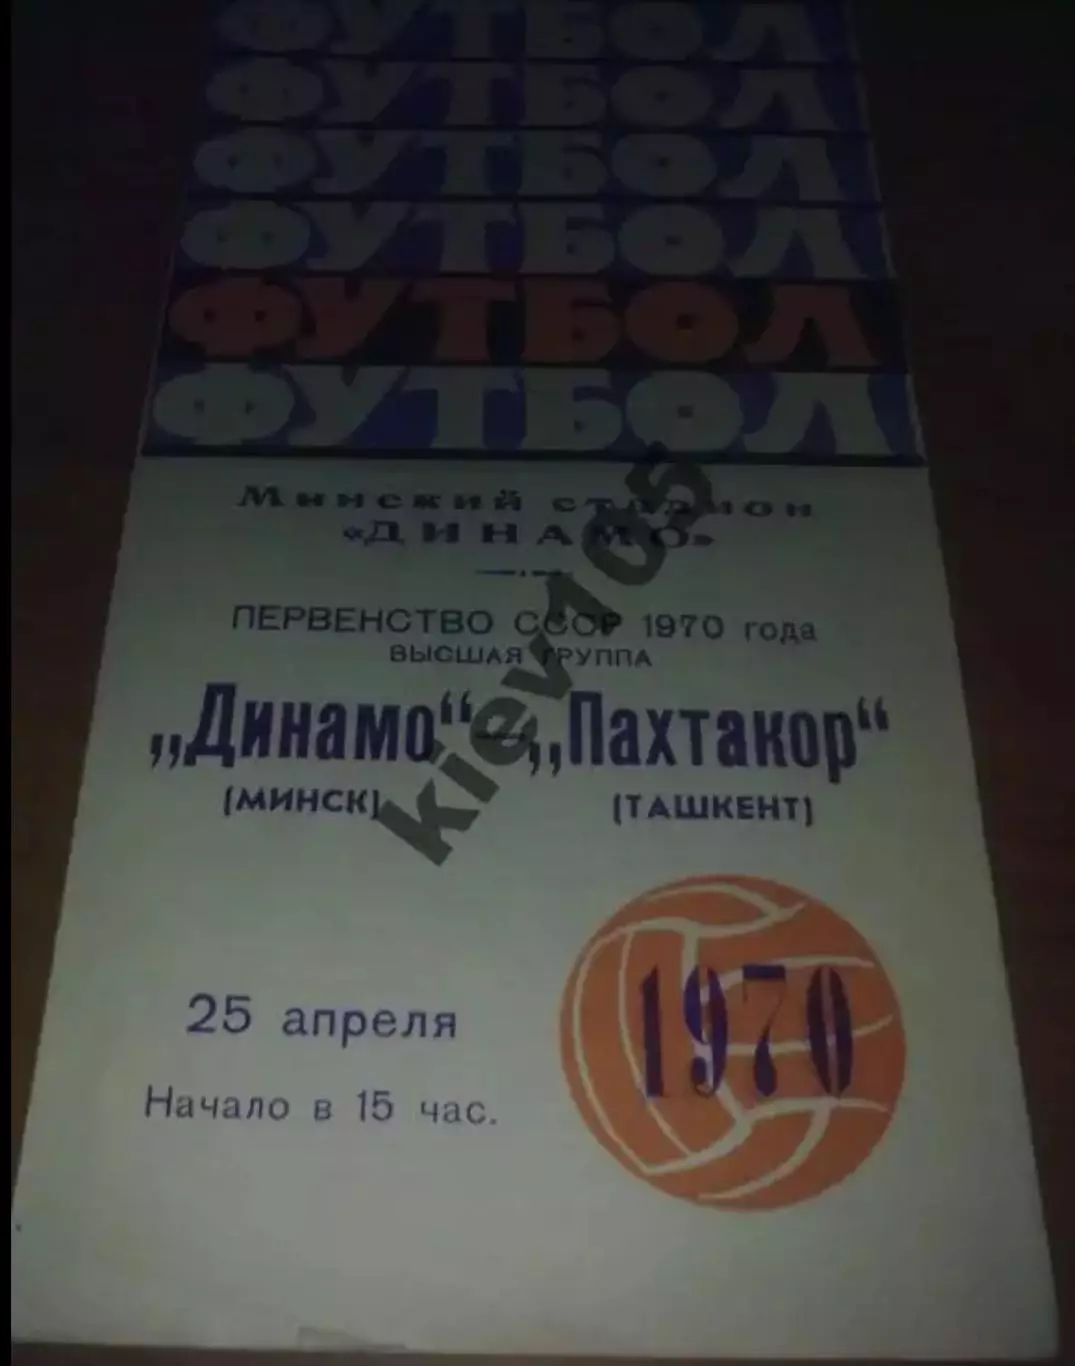 ФУТБОЛ
ФУТБОЛ
ФУТБОЛ
ФУТБОЛ
ФУТБОЛ
ФУТБОЛ
Минский стадион
«ДИНАМО»
ПЕРВЕНСТВО СССР 1970 года
ВЫСШАЯ ГРУППА
„Динамо“—„Пахтакор“
(МИНСК) (ТАШКЕНТ)
kiev105
25 апреля
1970
Начало в 15 час.